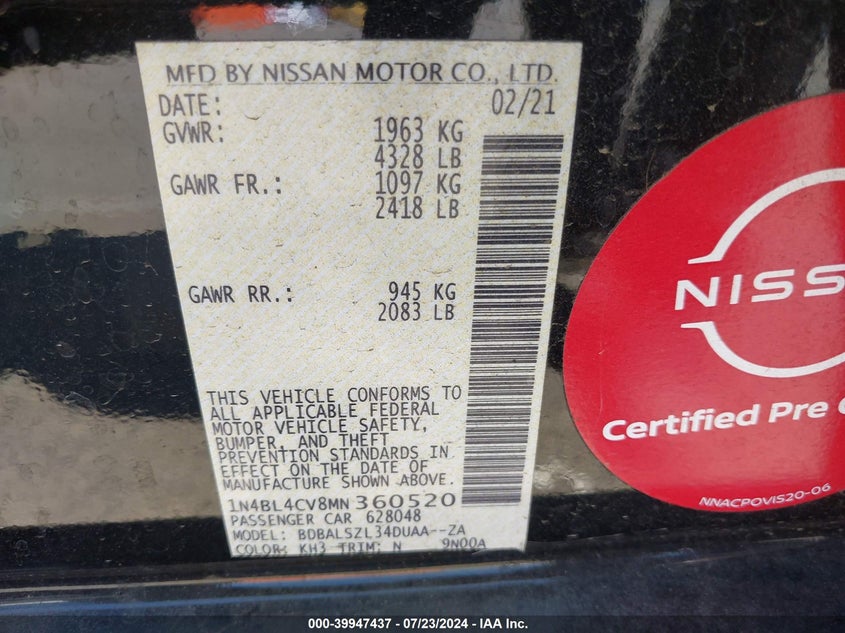 MFD BY NISSAN MOTOR CO., LTD.
DATE: 02/21
GVWR: 1963 KG
4328 LB
GAWR FR.: 1097 KG
2418 LB
GAWR RR.: 945 KG
2083 LB
THIS VEHICLE CONFORMS TO
ALL APPLICABLE FEDERAL
MOTOR VEHICLE SAFETY,
BUMPER, AND THEFT
PREVENTION STANDARDS IN
EFFECT ON THE DATE OF
MANUFACTURE SHOWN ABOVE.
1N4BL4CV8MN360520
PASSENGER CAR 628048
MODEL: BDBALSZL34DUAA--ZA
COLOR: KH3 TRIM: N 9N00A
NISS
Certified Pre
NNACPOVIS20-06
000-39947437 - 07/23/2024 - IAA Inc.